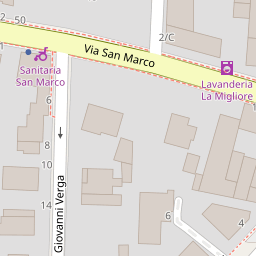 2 - 50
Via San Marco
2/C
Sanitaria
San Marco
Lavanderia
La Migliore
6
8
10
14
6
Giovanni Verga